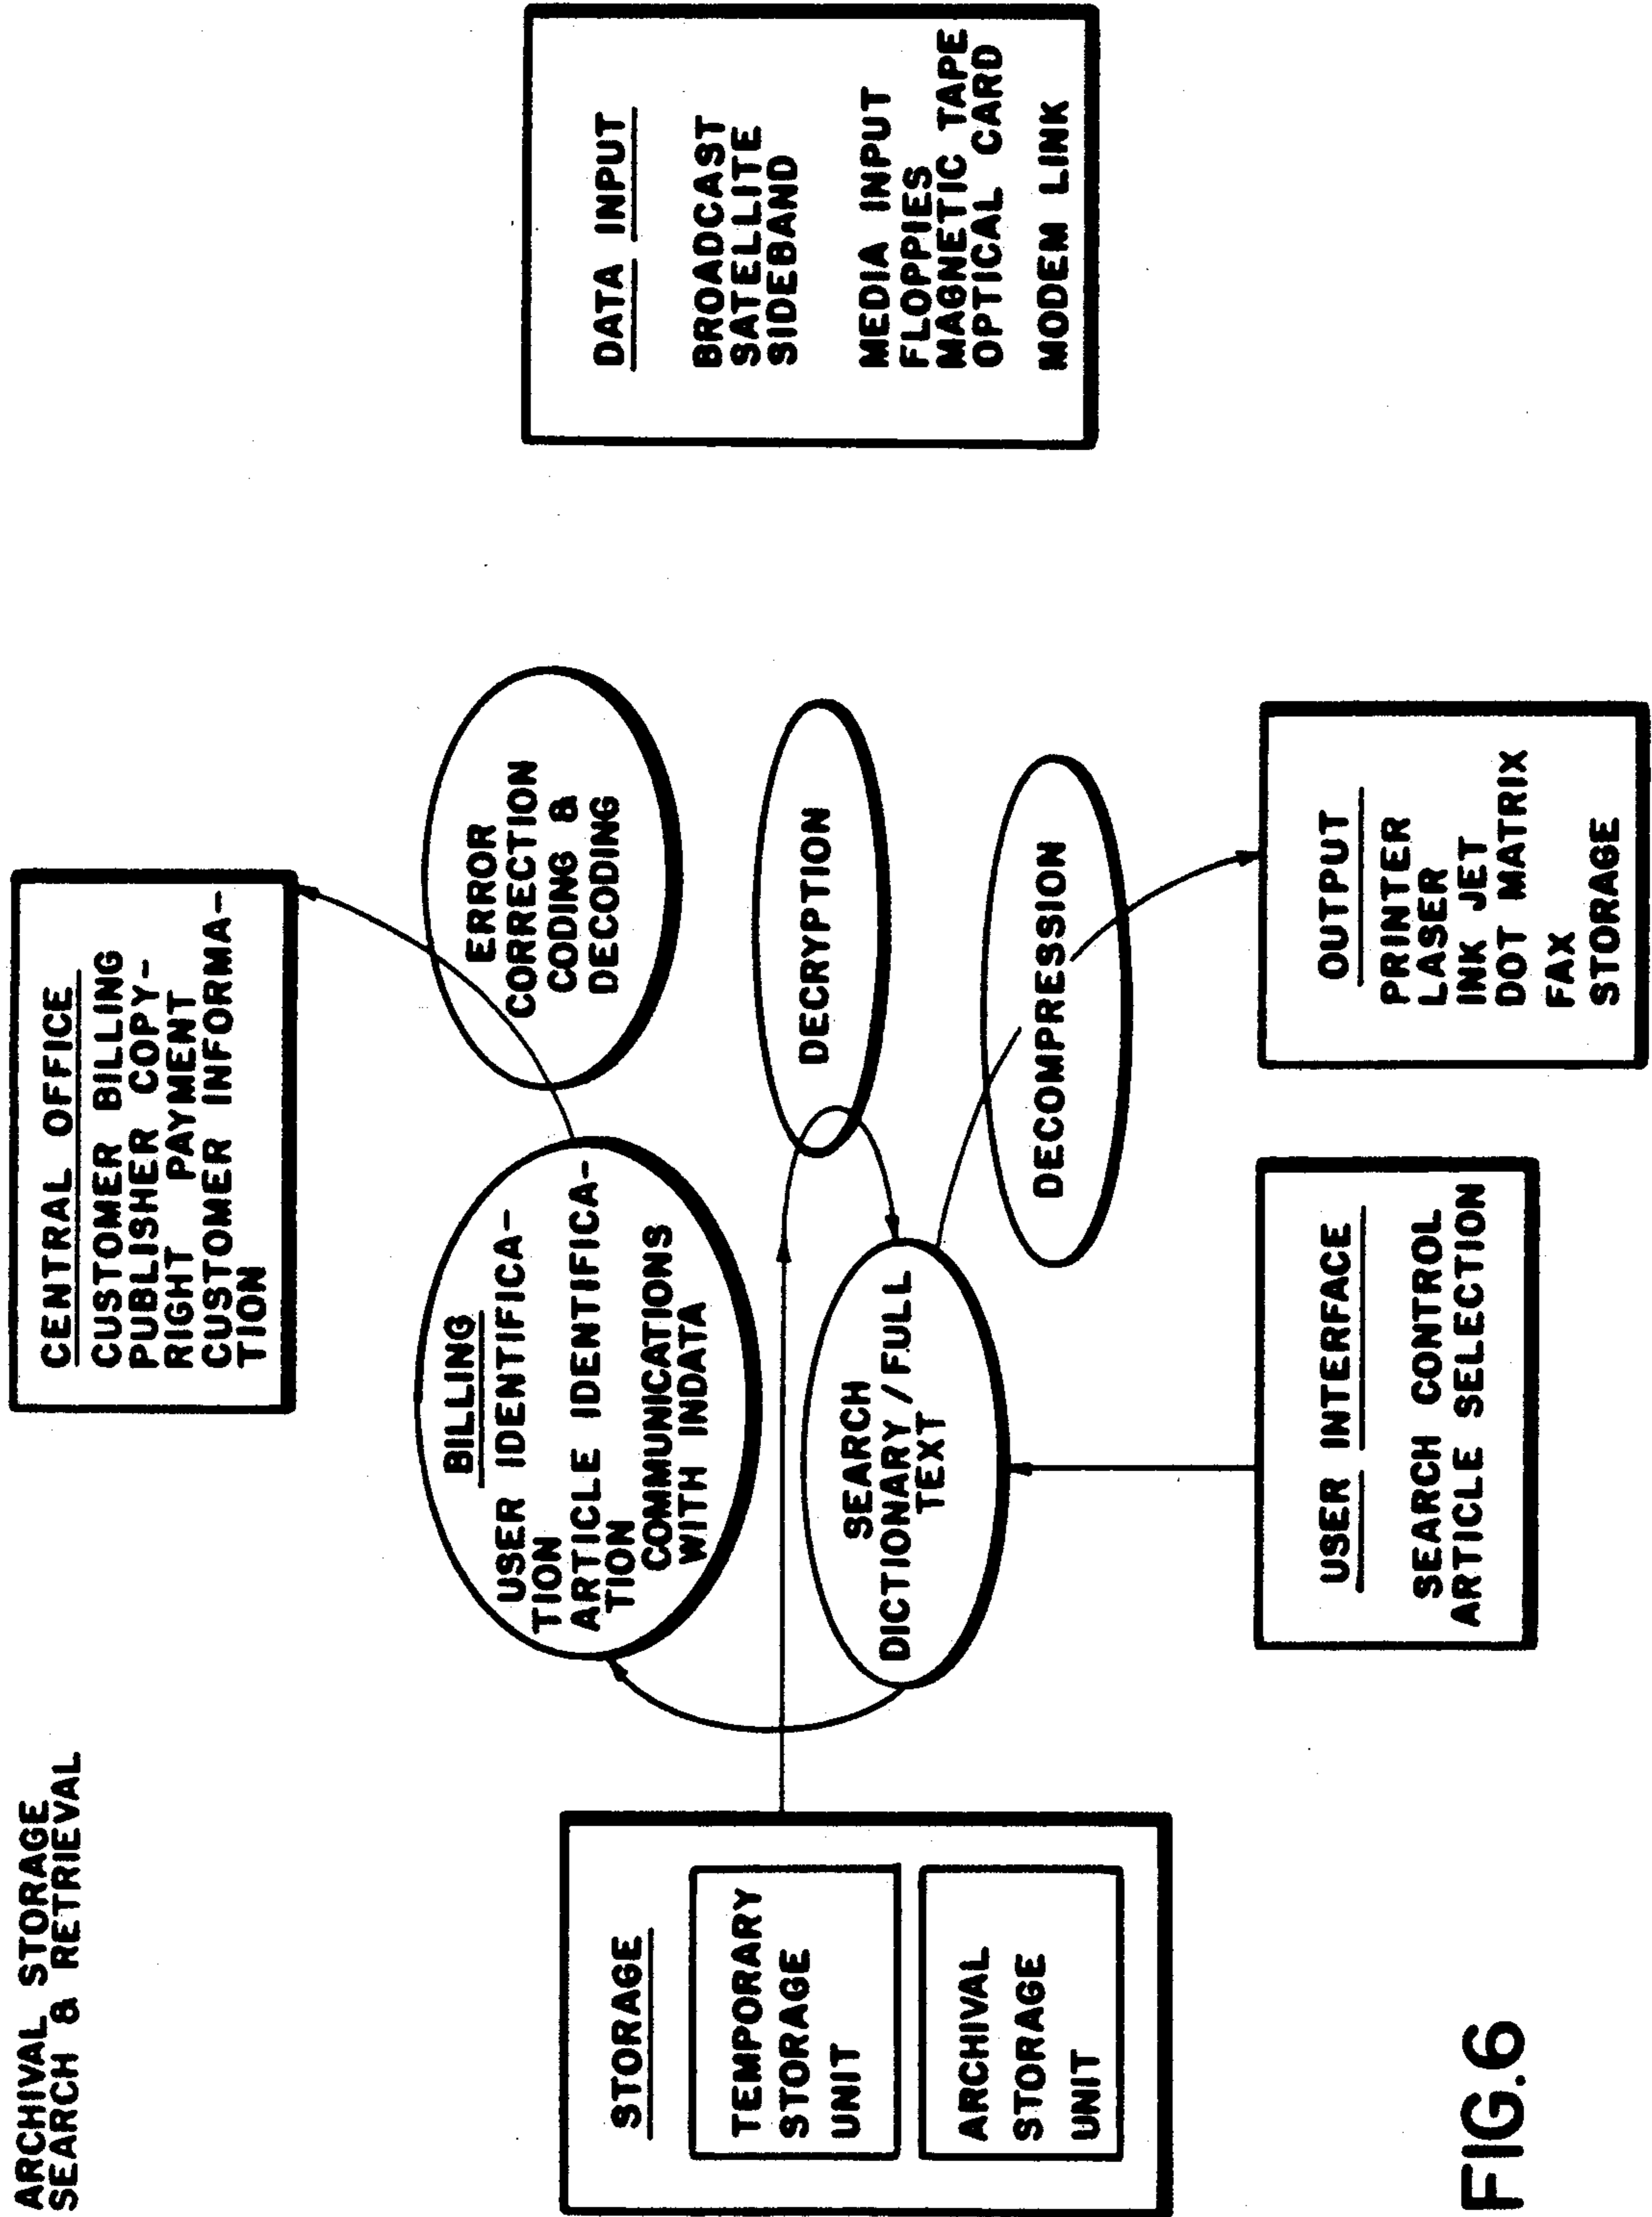 ARCHIVAL STORAGE
SEARCH & RETRIEVAL
CENTRAL OFFICE
CUSTOMER BILLING
PUBLISHER COPY-
RIGHT PAYMENT
CUSTOMER INFORMA-
TION
BILLING
USER IDENTIFICA-
TION
ARTICLE IDENTIFICA-
TION
COMMUNICATIONS
WITH INDATA
ERROR
CORRECTION
CODING &
DECODING
DATA INPUT
BROADCAST
SATELLITE
SIDEBAND
MEDIA INPUT
FLOPPIES
MAGNETIC TAPE
OPTICAL CARD
MODEM LINK
STORAGE
TEMPORARY
STORAGE
UNIT
ARCHIVAL
STORAGE
UNIT
SEARCH
DICTIONARY/FULL
TEXT
DECRYPTION
DECOMPRESSION
USER INTERFACE
SEARCH CONTROL
ARTICLE SELECTION
OUTPUT
PRINTER
LASER
INK JET
DOT MATRIX
FAX
STORAGE
FIG.6